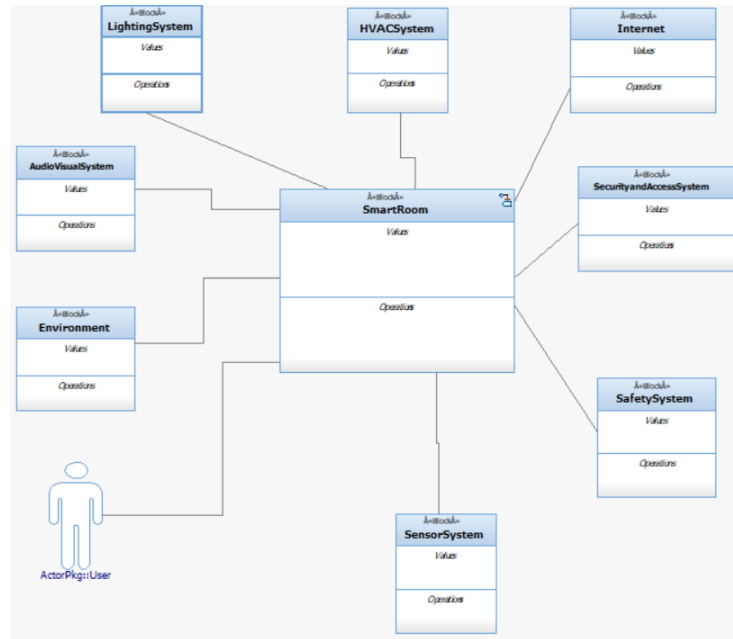 Â«BlockÂ»
LightingSystem
Values
Operations
Â«BlockÂ»
HVACSystem
Values
Operations
Â«BlockÂ»
Internet
Values
Operations
Â«BlockÂ»
AudioVisualSystem
Values
Operations
Â«BlockÂ»
SmartRoom
Values
Operations
Â«BlockÂ»
SecurityandAccessSystem
Values
Operations
Â«BlockÂ»
Environment
Values
Operations
Â«BlockÂ»
SafetySystem
Values
Operations
ActorPkg::User
Â«BlockÂ»
SensorSystem
Values
Operations